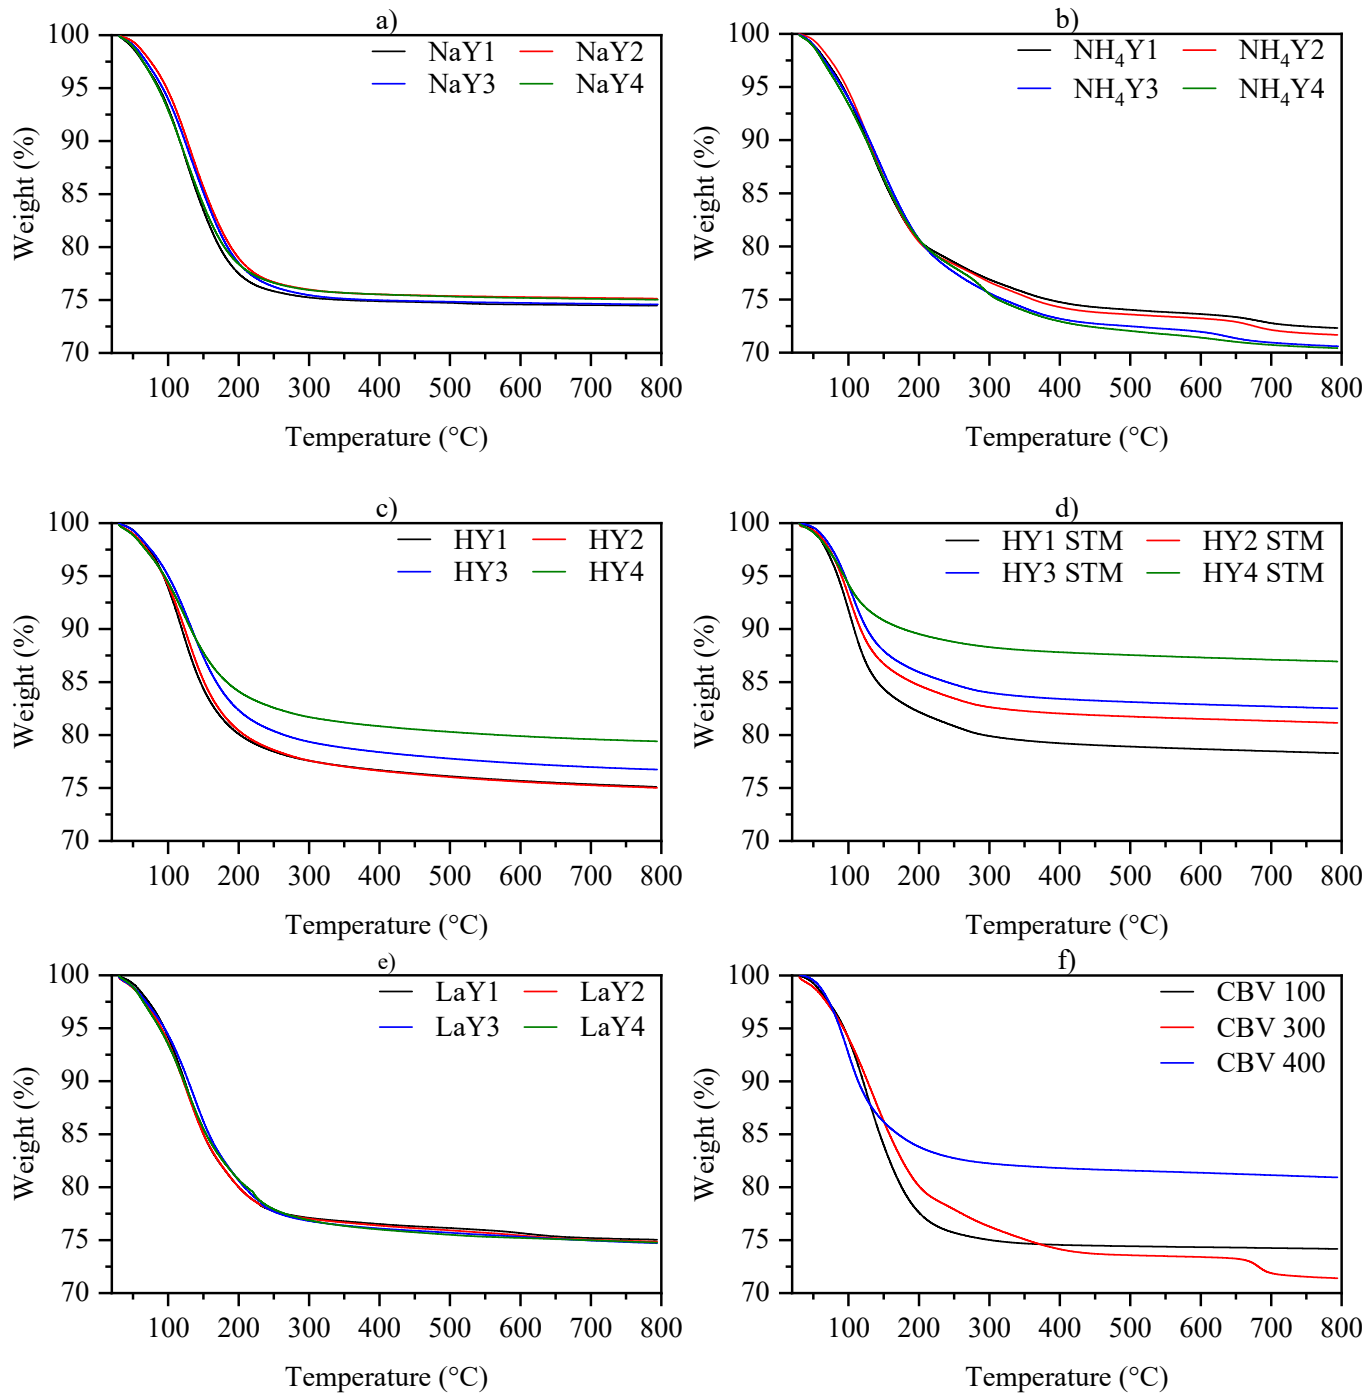 a)
NaY1 NaY2
NaY3 NaY4
100
95
90
85
80
75
70
Weight (%)
100 200 300 400 500 600 700 800
Temperature (°C)
b)
NH₄Y1 NH₄Y2
NH₄Y3 NH₄Y4
100
95
90
85
80
75
70
Weight (%)
100 200 300 400 500 600 700 800
Temperature (°C)
c)
HY1 HY2
HY3 HY4
100
95
90
85
80
75
70
Weight (%)
100 200 300 400 500 600 700 800
Temperature (°C)
d)
HY1 STM HY2 STM
HY3 STM HY4 STM
100
95
90
85
80
75
70
Weight (%)
100 200 300 400 500 600 700 800
Temperature (°C)
e)
LaY1 LaY2
LaY3 LaY4
100
95
90
85
80
75
70
Weight (%)
100 200 300 400 500 600 700 800
Temperature (°C)
f)
CBV 100
CBV 300
CBV 400
100
95
90
85
80
75
70
Weight (%)
100 200 300 400 500 600 700 800
Temperature (°C)